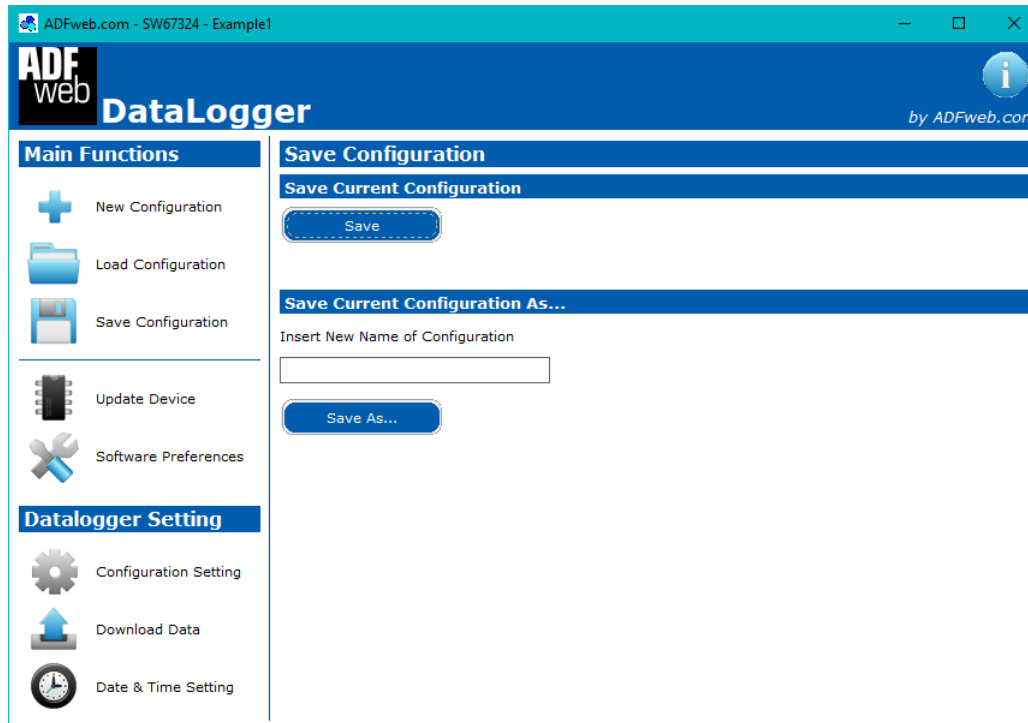 ADFweb.com - SW67324 - Example1
ADF
web
DataLogger
i
by ADFweb.com
Main Functions
New Configuration
Load Configuration
Save Configuration
Update Device
Software Preferences
Datalogger Setting
Configuration Setting
Download Data
Date & Time Setting
Save Configuration
Save Current Configuration
Save
Save Current Configuration As...
Insert New Name of Configuration
Save As...